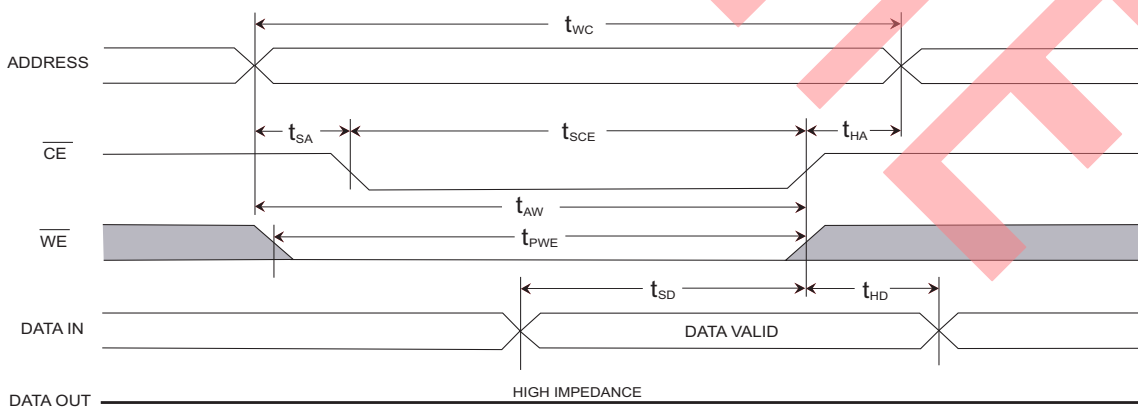 tWC
ADDRESS
tSA
tSCE
tHA
CE
tAW
WE
tPWE
tSD
tHD
DATA IN
DATA VALID
DATA OUT
HIGH IMPEDANCE